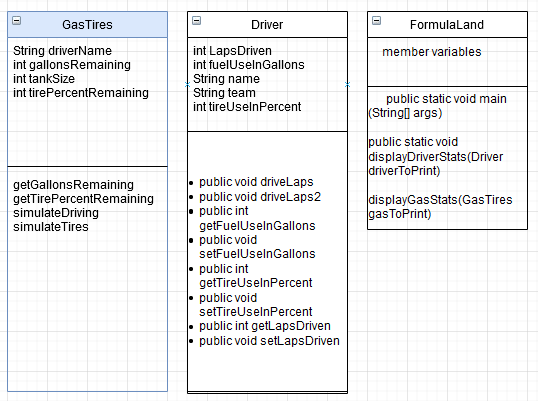 GasTires
String driverName
int gallonsRemaining
int tankSize
int tirePercentRemaining
getGallonsRemaining
getTirePercentRemaining
simulateDriving
simulateTires
Driver
int LapsDriven
int fuelUseInGallons
String name
String team
int tireUseInPercent
• public void driveLaps
• public void driveLaps2
• public int
getFuelUseInGallons
• public void
setFuelUseInGallons
• public int
getTireUseInPercent
• public void
setTireUseInPercent
• public int getLapsDriven
• public void setLapsDriven
FormulaLand
member variables
public static void main
(String[] args)
public static void
displayDriverStats(Driver
driverToPrint)
displayGasStats(GasTires
gasToPrint)